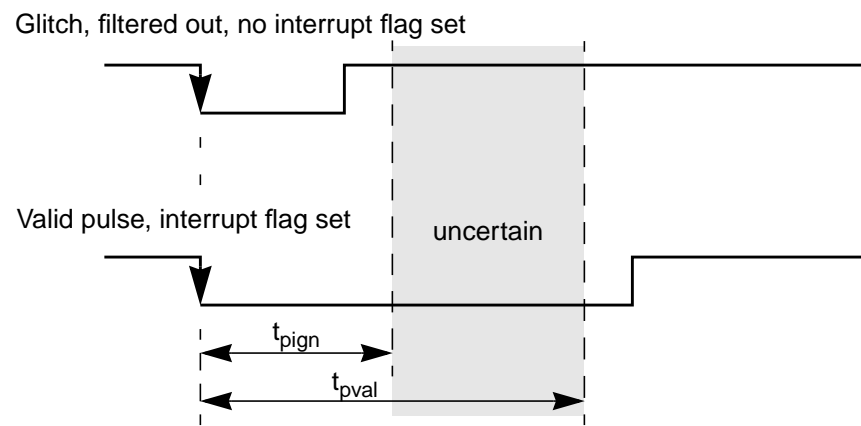 Glitch, filtered out, no interrupt flag set
Valid pulse, interrupt flag set
uncertain
tpign
tpval